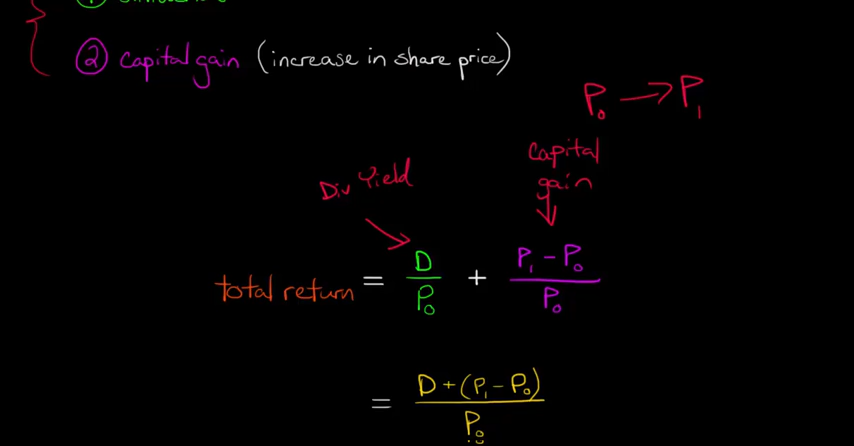 ②  Capital gain (increase in share price)
P₀ → P₁
Capital
gain
Div Yield
total return = D/P₀ + (P₁ - P₀)/P₀
= (D + (P₁ - P₀))/P₀